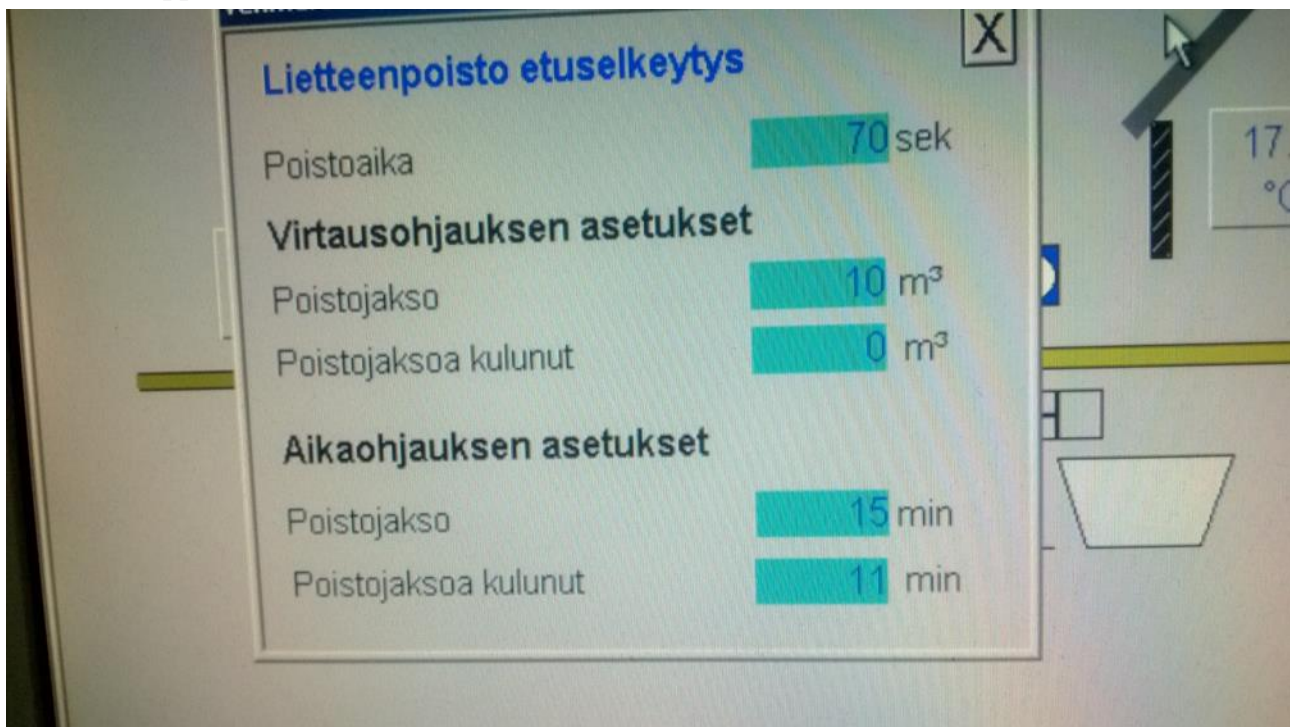 X
Lietteenpoisto etuselkeytys
Poistoaika 70 sek
Virtausohjauksen asetukset
Poistojakso 10 m³
Poistojaksoa kulunut 0 m³
Aikaohjauksen asetukset
Poistojakso 15 min
Poistojaksoa kulunut 11 min
17